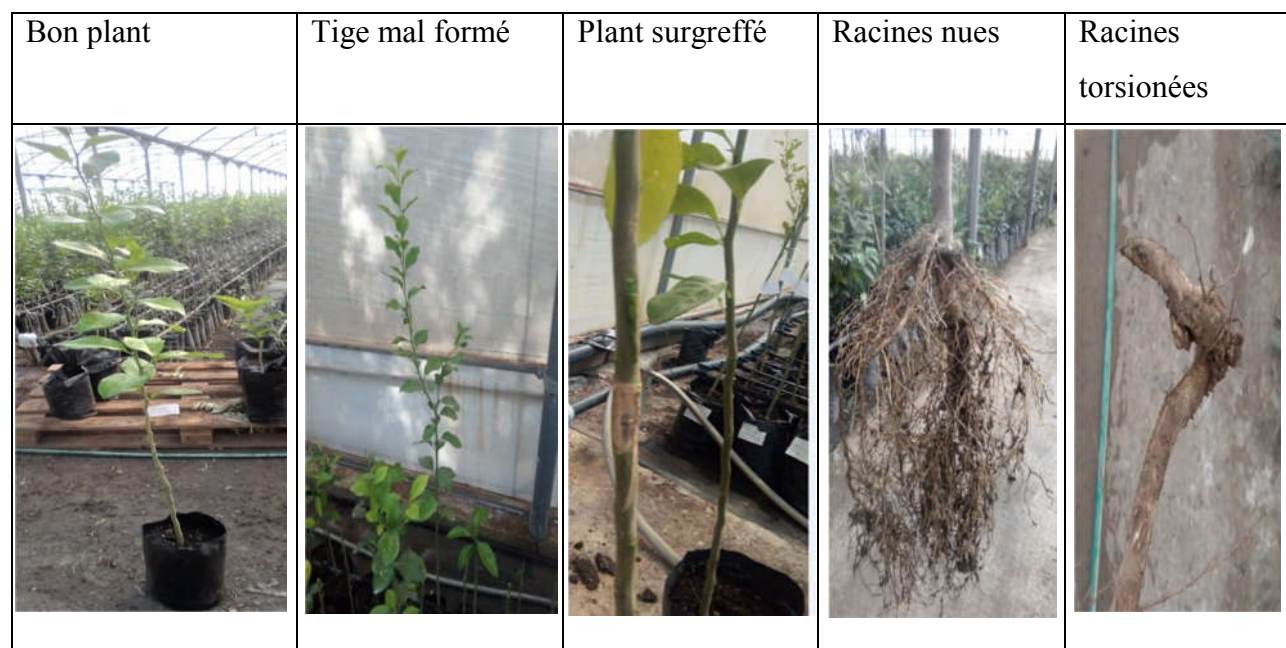 Bon plant
Tige mal formé
Plant surgreffé
Racines nues
Racines
torsionées